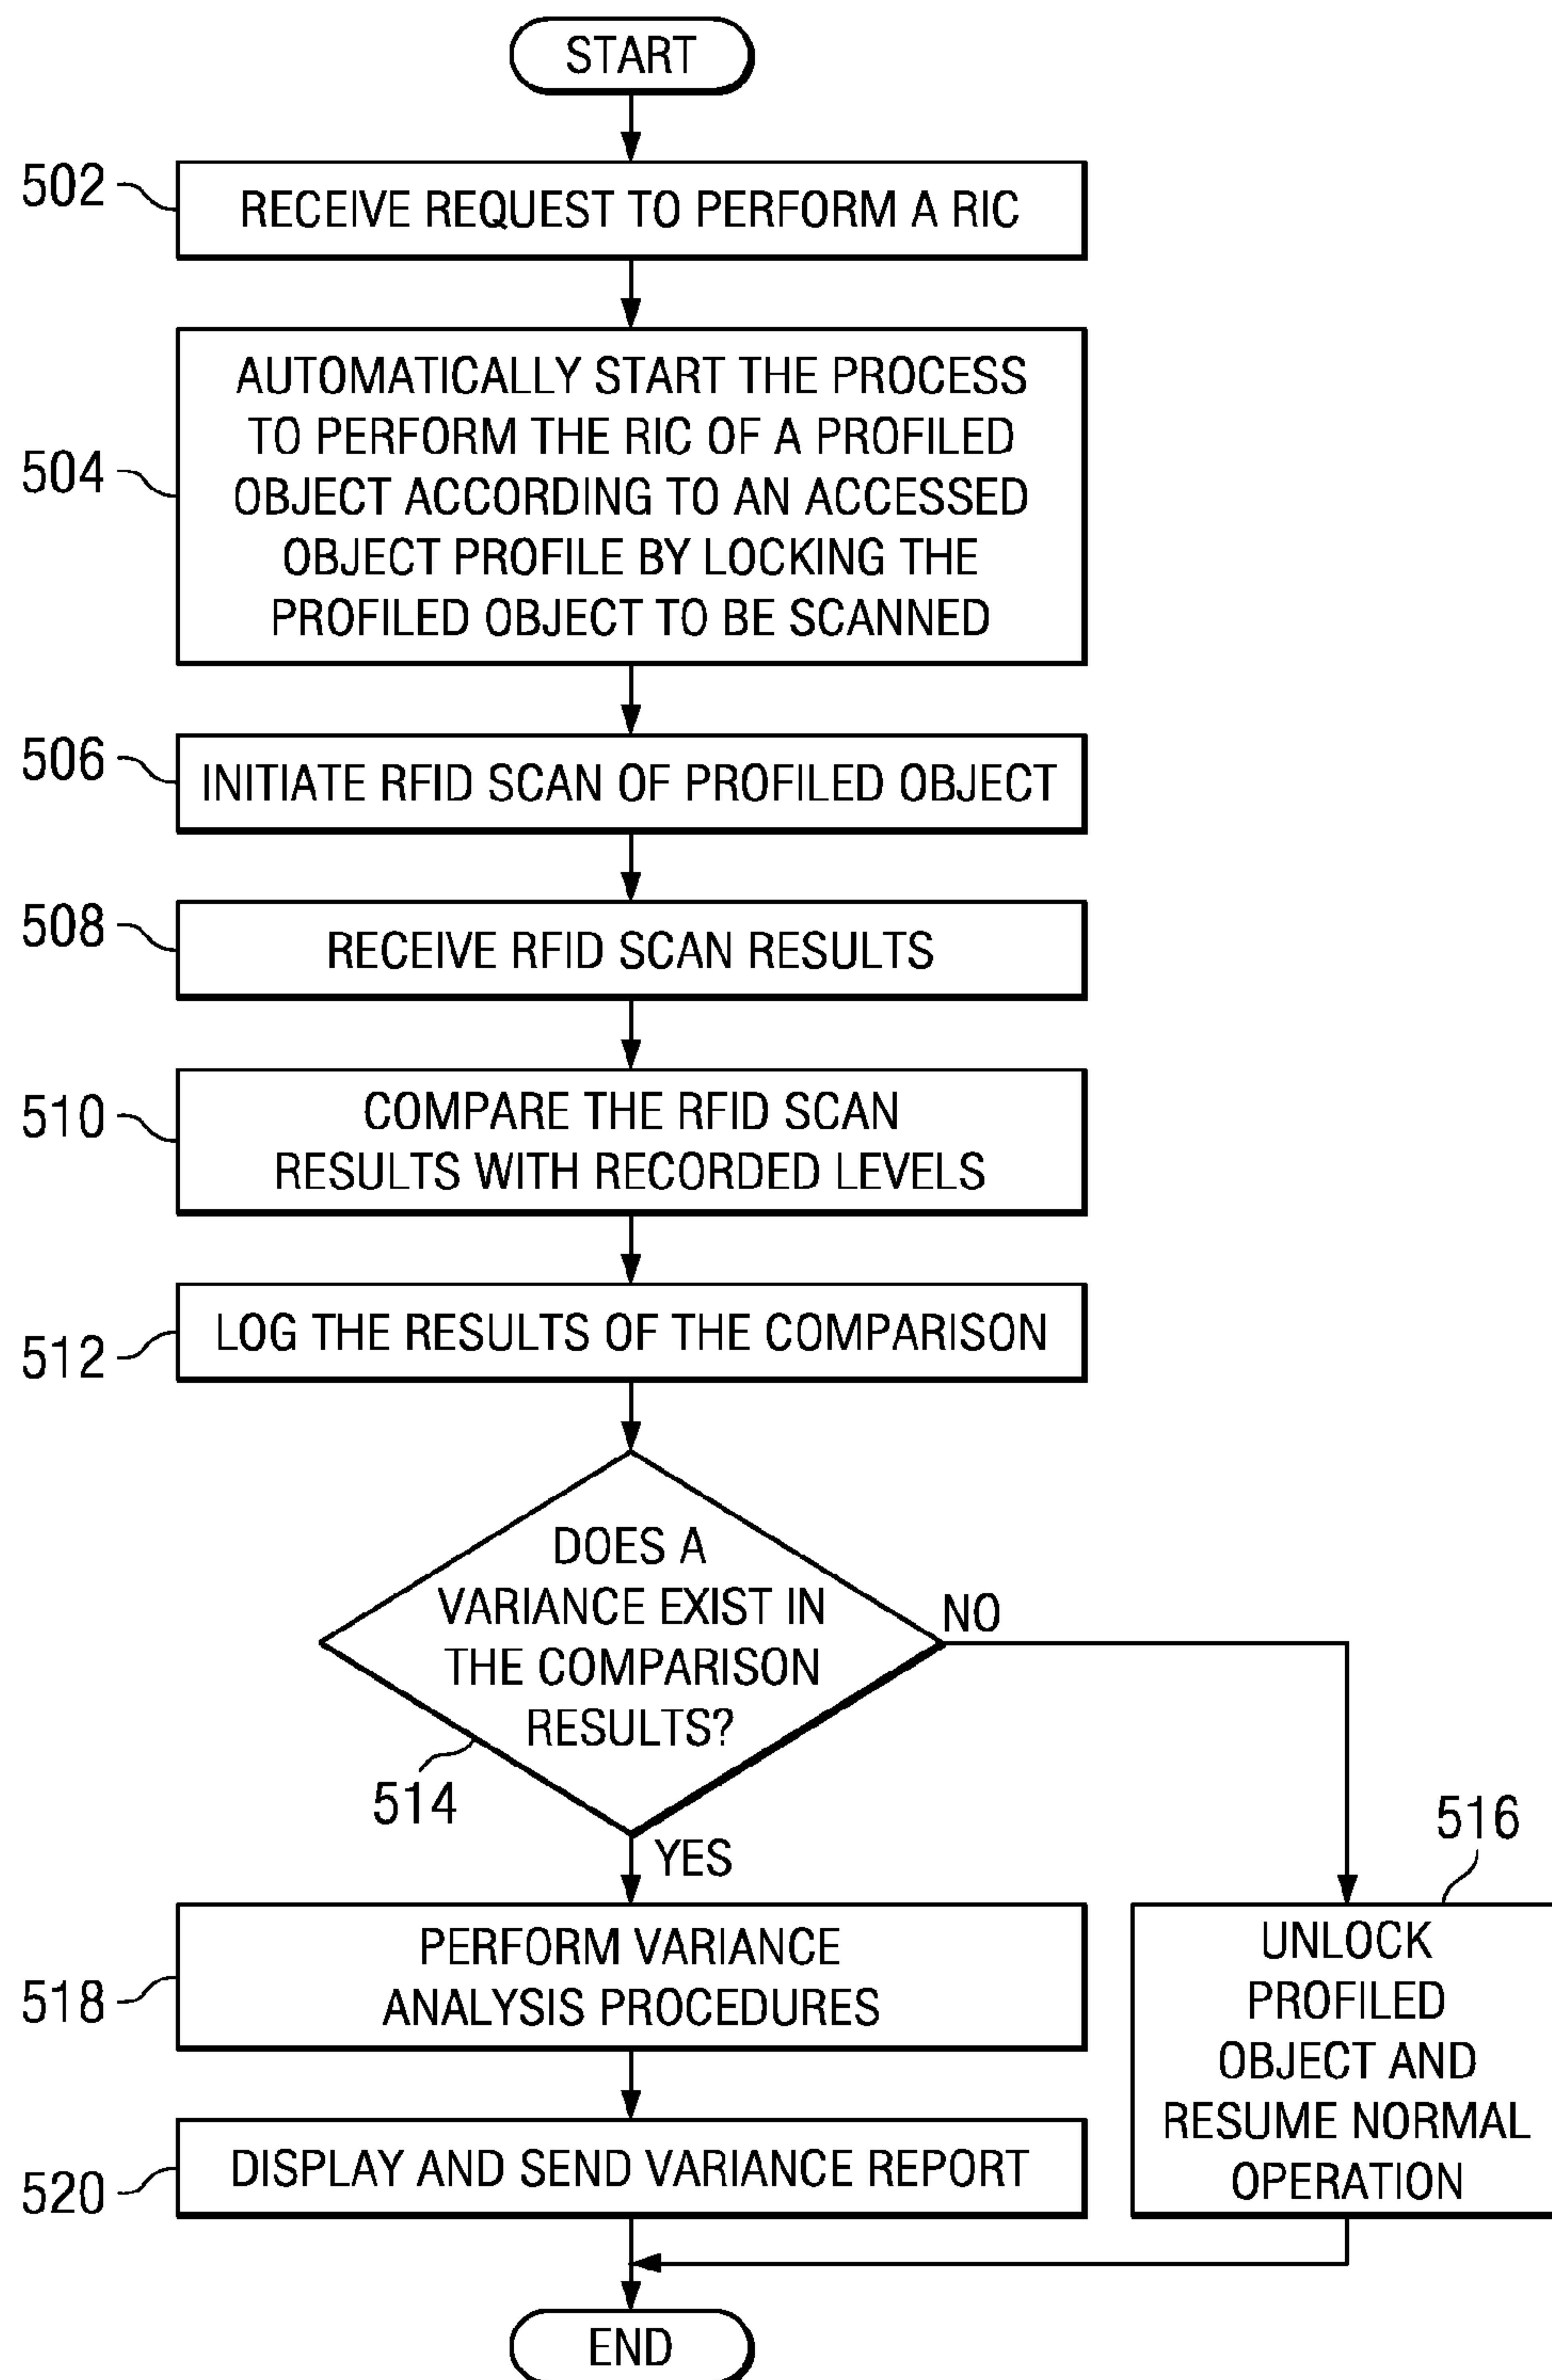 START
502
RECEIVE REQUEST TO PERFORM A RIC
504
AUTOMATICALLY START THE PROCESS
TO PERFORM THE RIC OF A PROFILED
OBJECT ACCORDING TO AN ACCESSED
OBJECT PROFILE BY LOCKING THE
PROFILED OBJECT TO BE SCANNED
506
INITIATE RFID SCAN OF PROFILED OBJECT
508
RECEIVE RFID SCAN RESULTS
510
COMPARE THE RFID SCAN
RESULTS WITH RECORDED LEVELS
512
LOG THE RESULTS OF THE COMPARISON
DOES A
VARIANCE EXIST IN
THE COMPARISON
RESULTS?
NO
514
YES
516
UNLOCK
PROFILED
OBJECT AND
RESUME NORMAL
OPERATION
518
PERFORM VARIANCE
ANALYSIS PROCEDURES
520
DISPLAY AND SEND VARIANCE REPORT
END